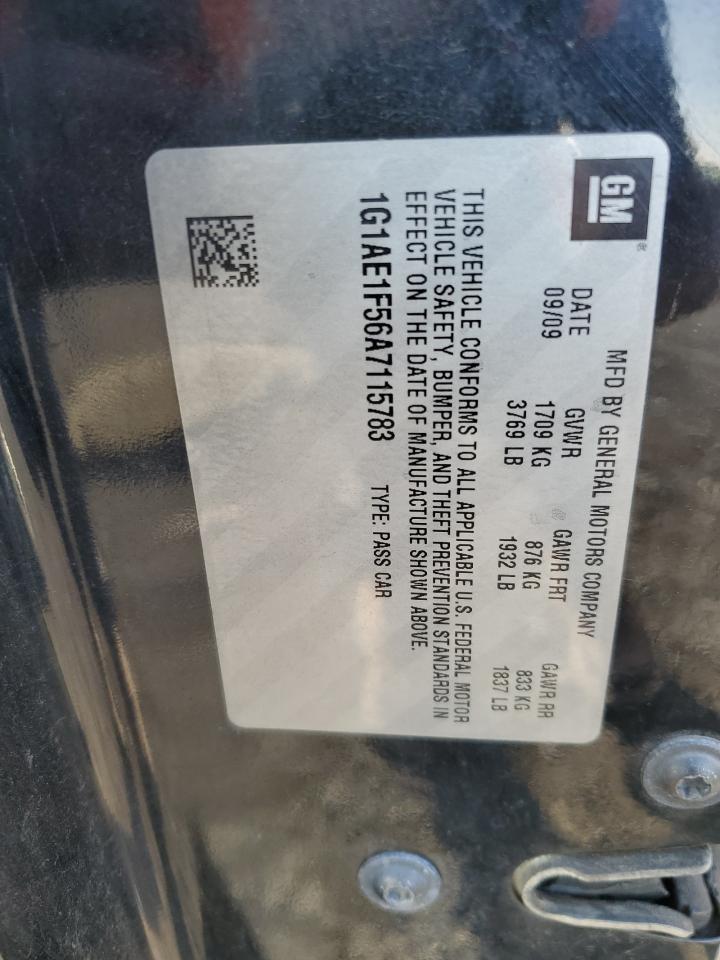 GM
MFD BY GENERAL MOTORS COMPANY
DATE GVWR GAWR FRT GAWR RR
09/09 1709 KG 876 KG 833 KG
3769 LB 1932 LB 1837 LB
THIS VEHICLE CONFORMS TO ALL APPLICABLE U.S. FEDERAL MOTOR
VEHICLE SAFETY, BUMPER, AND THEFT PREVENTION STANDARDS IN
EFFECT ON THE DATE OF MANUFACTURE SHOWN ABOVE.
1G1AE1F56A7115783 TYPE: PASS CAR